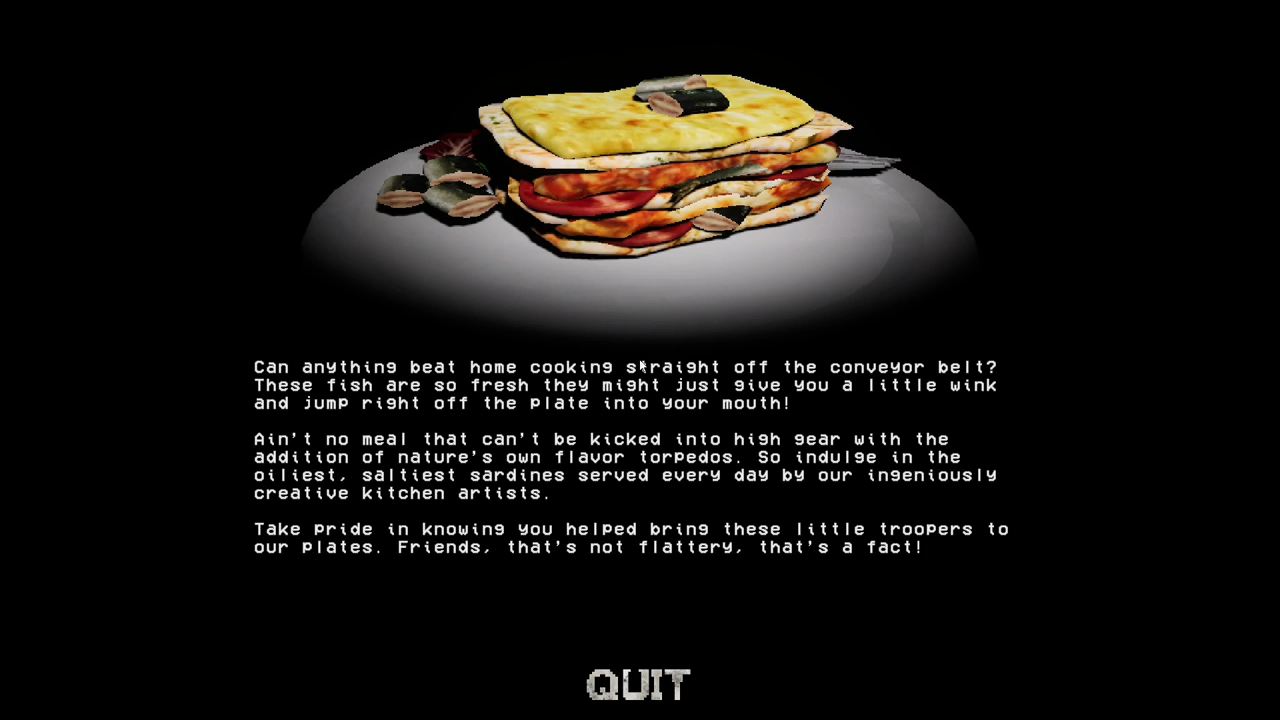 Can anything beat home cooking straight off the conveyor belt?
These fish are so fresh they might just give you a little wink
and jump right off the plate into your mouth!
Ain't no meal that can't be kicked into high gear with the
addition of nature's own flavor torpedos. So indulge in the
oiliest, saltiest sardines served every day by our ingeniously
creative kitchen artists.
Take pride in knowing you helped bring these little troopers to
our plates. Friends, that's not flattery, that's a fact!
QUIT